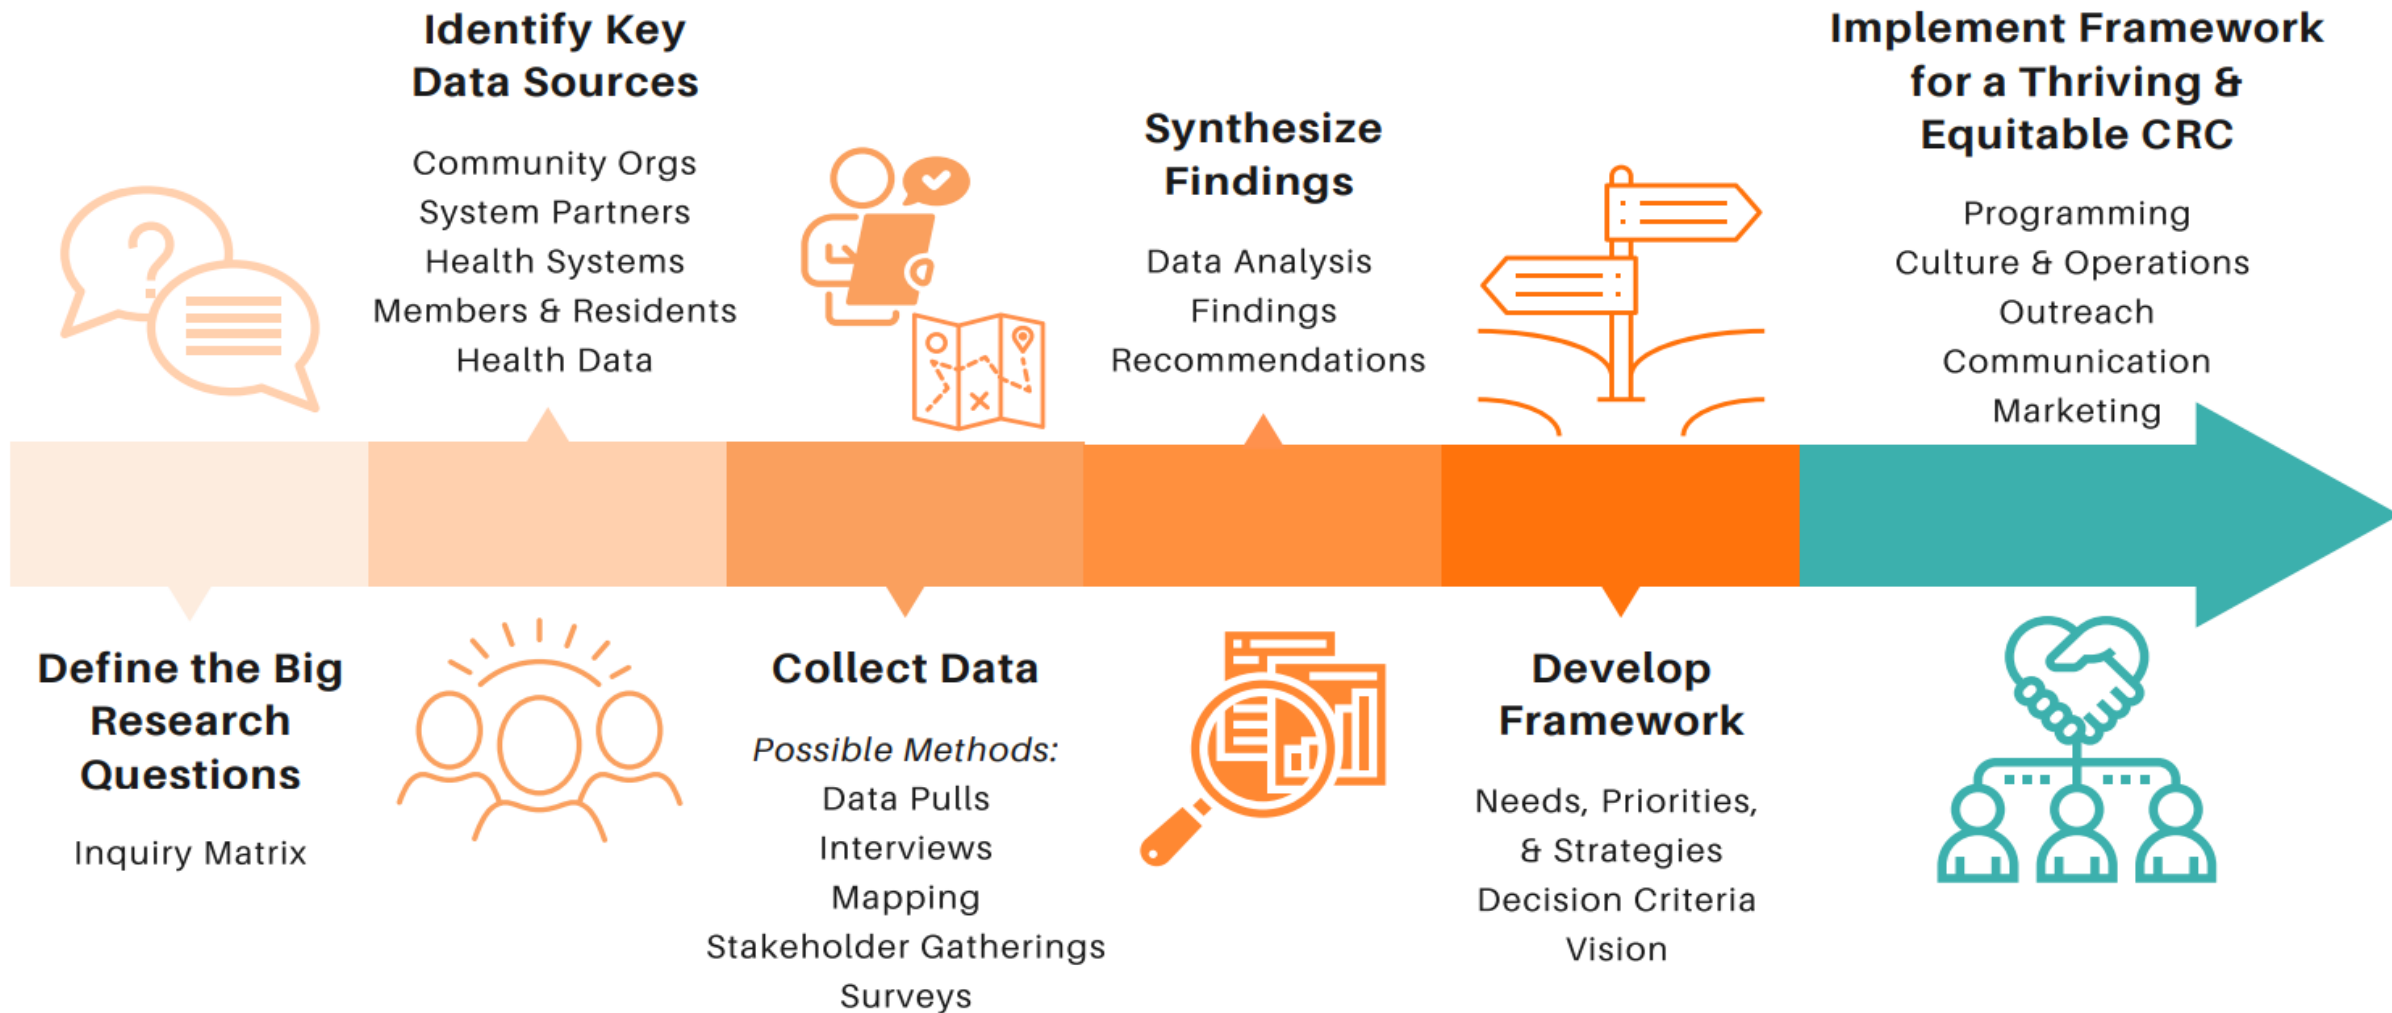 Define the Big
Research
Questions
Inquiry Matrix
Identify Key
Data Sources
Community Orgs
System Partners
Health Systems
Members & Residents
Health Data
Collect Data
Possible Methods:
Data Pulls
Interviews
Mapping
Stakeholder Gatherings
Surveys
Synthesize
Findings
Data Analysis
Findings
Recommendations
Develop
Framework
Needs, Priorities,
& Strategies
Decision Criteria
Vision
Implement Framework
for a Thriving &
Equitable CRC
Programming
Culture & Operations
Outreach
Communication
Marketing